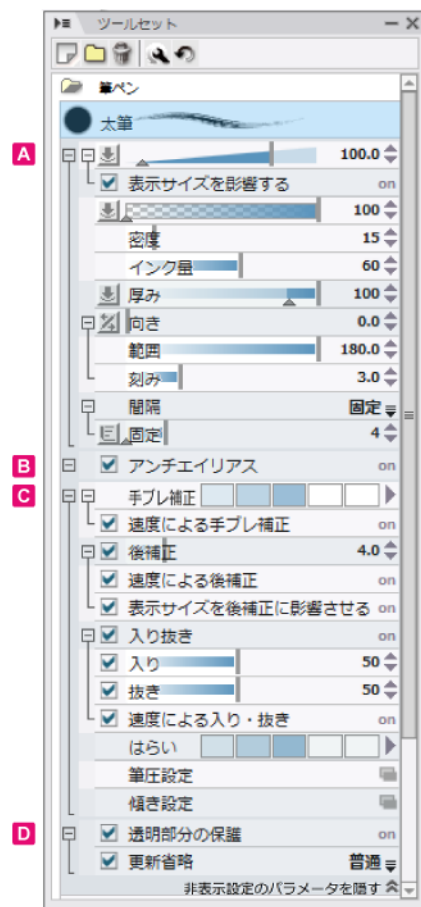 ツールセット
筆ペン
太筆
A 100.0
表示サイズを影響する on
100
密度 15
インク量 60
厚み 100
向き 0.0
範囲 180.0
刻み 3.0
間隔 固定
固定 4
B アンチエイリアス on
C 手ブレ補正
速度による手ブレ補正 on
後補正 4.0
速度による後補正 on
表示サイズを後補正に影響させる on
入り抜き on
入り 50
抜き 50
速度による入り・抜き on
はらい
筆圧設定
傾き設定
D 透明部分の保護 on
更新省略 普通
非表示設定のパラメータを隠す